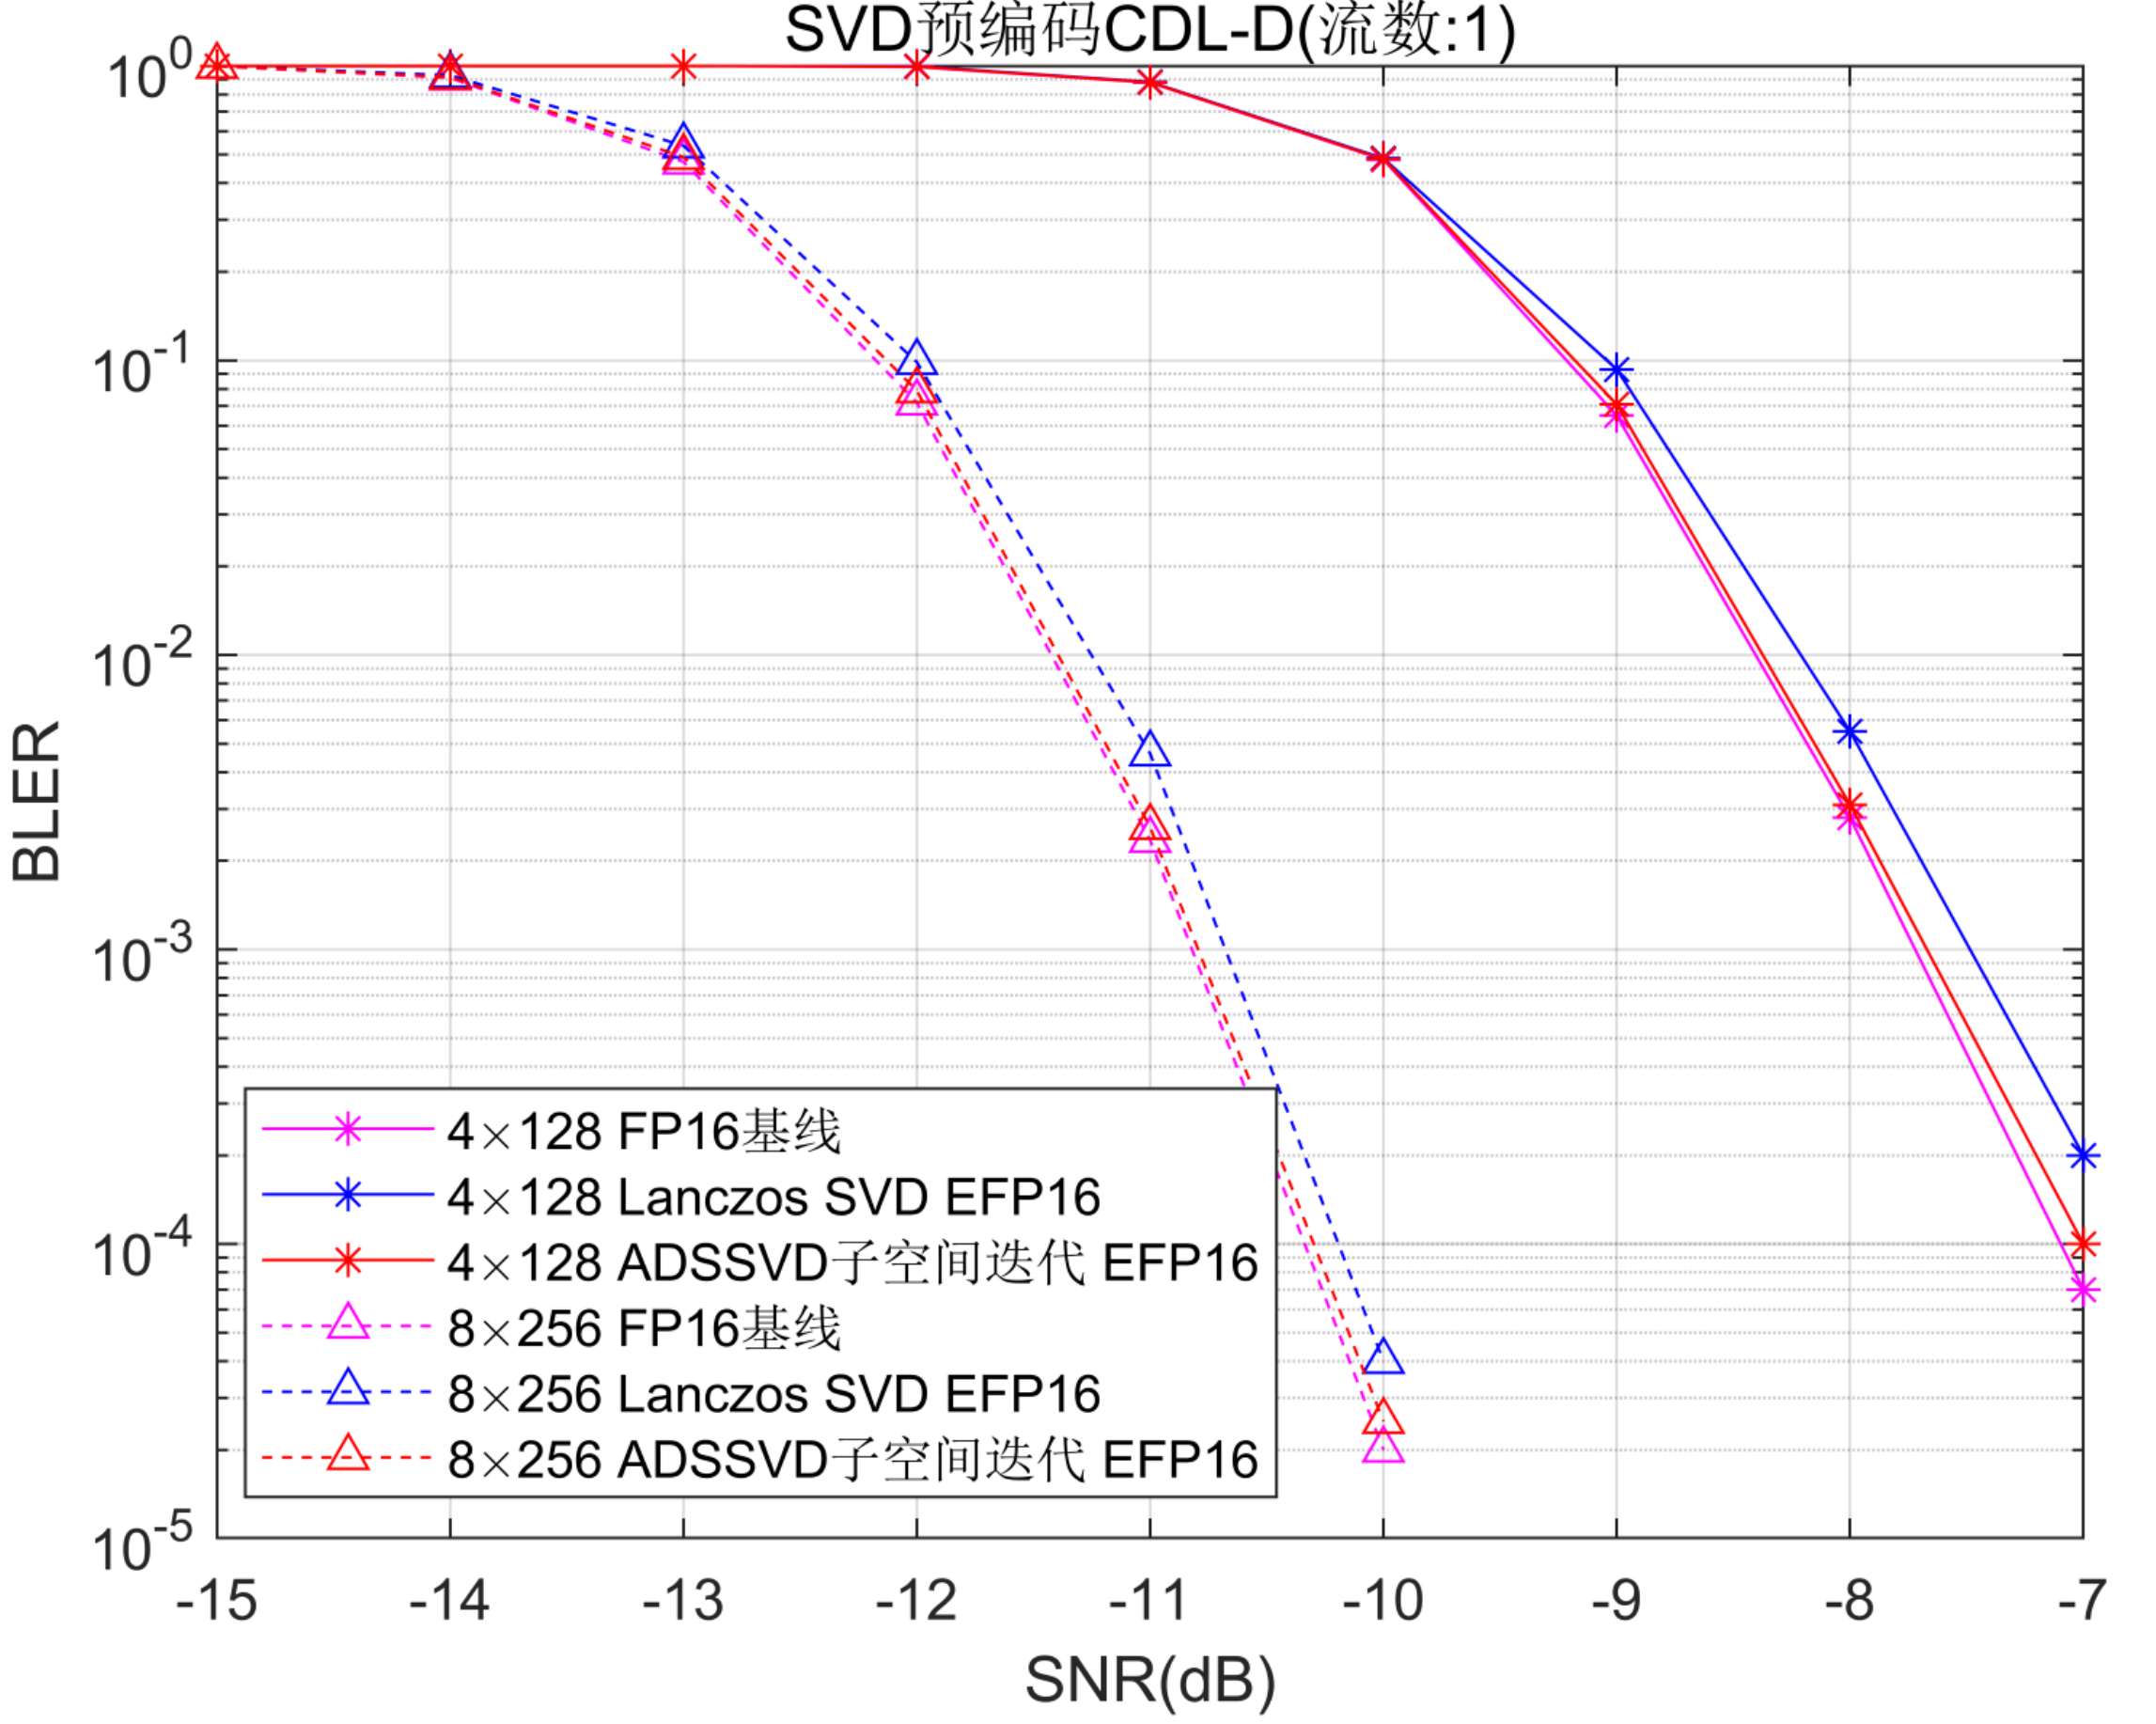 SVD预编码CDL-D(流数:1)
10^0
10^-1
10^-2
10^-3
10^-4
10^-5
BLER
4×128 FP16基线
4×128 Lanczos SVD EFP16
4×128 ADSSVD子空间迭代 EFP16
8×256 FP16基线
8×256 Lanczos SVD EFP16
8×256 ADSSVD子空间迭代 EFP16
-15 -14 -13 -12 -11 -10 -9 -8 -7
SNR(dB)